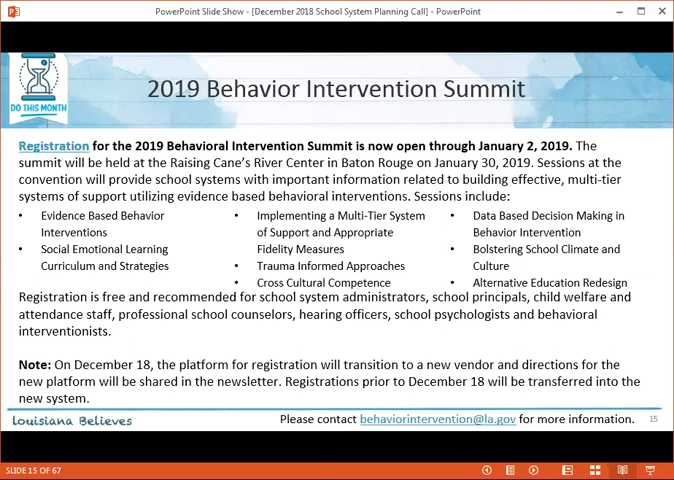 PowerPoint Slide Show - [December 2018 School System Planning Call] - PowerPoint
DO THIS MONTH
2019 Behavior Intervention Summit
Registration for the 2019 Behavioral Intervention Summit is now open through January 2, 2019. The
summit will be held at the Raising Cane's River Center in Baton Rouge on January 30, 2019. Sessions at the
convention will provide school systems with important information related to building effective, multi-tier
systems of support utilizing evidence based behavioral interventions. Sessions include:
• Evidence Based Behavior
Interventions
• Social Emotional Learning
Curriculum and Strategies
• Implementing a Multi-Tier System
of Support and Appropriate
Fidelity Measures
• Trauma Informed Approaches
• Cross Cultural Competence
• Data Based Decision Making in
Behavior Intervention
• Bolstering School Climate and
Culture
• Alternative Education Redesign
Registration is free and recommended for school system administrators, school principals, child welfare and
attendance staff, professional school counselors, hearing officers, school psychologists and behavioral
interventionists.
Note: On December 18, the platform for registration will transition to a new vendor and directions for the
new platform will be shared in the newsletter. Registrations prior to December 18 will be transferred into the
new system.
Louisiana Believes
Please contact behaviorintervention@la.gov for more information.
15
SLIDE 15 OF 67